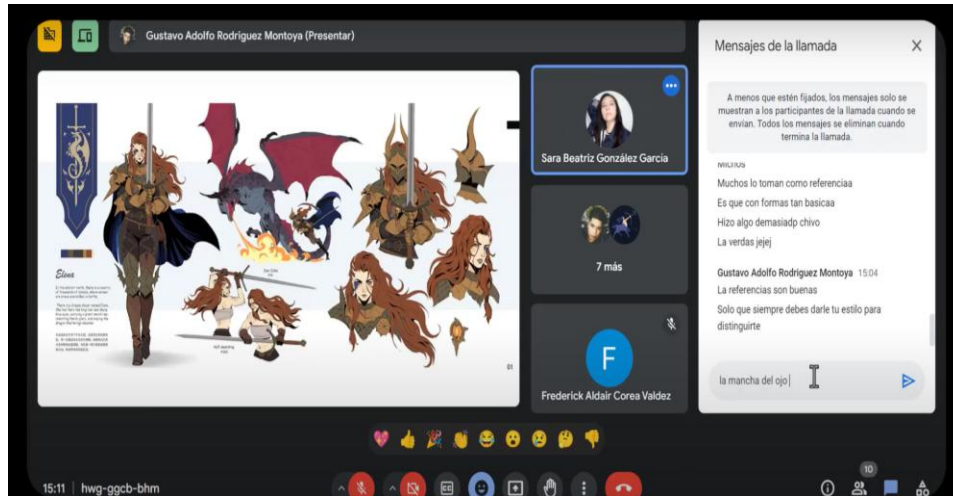 Gustavo Adolfo Rodriguez Montoya (Presentar)
Elena
01
Sara Beatriz González García
7 más
F
Frederick Aldair Corea Valdez
Mensajes de la llamada
A menos que estén fijados, los mensajes solo se
muestran a los participantes de la llamada cuando se
envían. Todos los mensajes se eliminan cuando
termina la llamada.
Muchos lo toman como referenciaa
Es que con formas tan basicaa
Hizo algo demasiadp chivo
La verdas jejej
Gustavo Adolfo Rodriguez Montoya 15:04
La referencias son buenas
Solo que siempre debes darle tu estilo para
distinguirte
la mancha del ojo
15:11 | hwg-ggcb-bhm
10